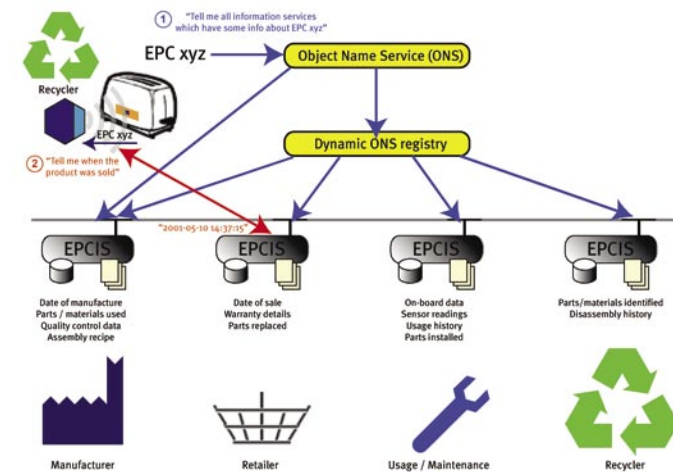 1 "Tell me all information services
which have some info about EPC xyz"
EPC xyz
Object Name Service (ONS)
Recycler
EPC xyz
Dynamic ONS registry
2 "Tell me when the
product was sold"
"2001-05-10 14:37:15"
EPCIS
EPCIS
EPCIS
EPCIS
Date of manufacture
Parts / materials used
Quality control data
Assembly recipe
Date of sale
Warranty details
Parts replaced
On-board data
Sensor readings
Usage history
Parts installed
Parts/materials identified
Disassembly history
Manufacturer
Retailer
Usage / Maintenance
Recycler